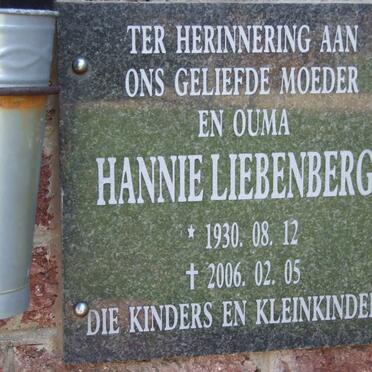 TER HERINNERING AAN
ONS GELIEFDE MOEDER
EN OUMA
HANNIE LIEBENBERG
* 1930. 08. 12
† 2006. 02. 05
DIE KINDERS EN KLEINKINDE